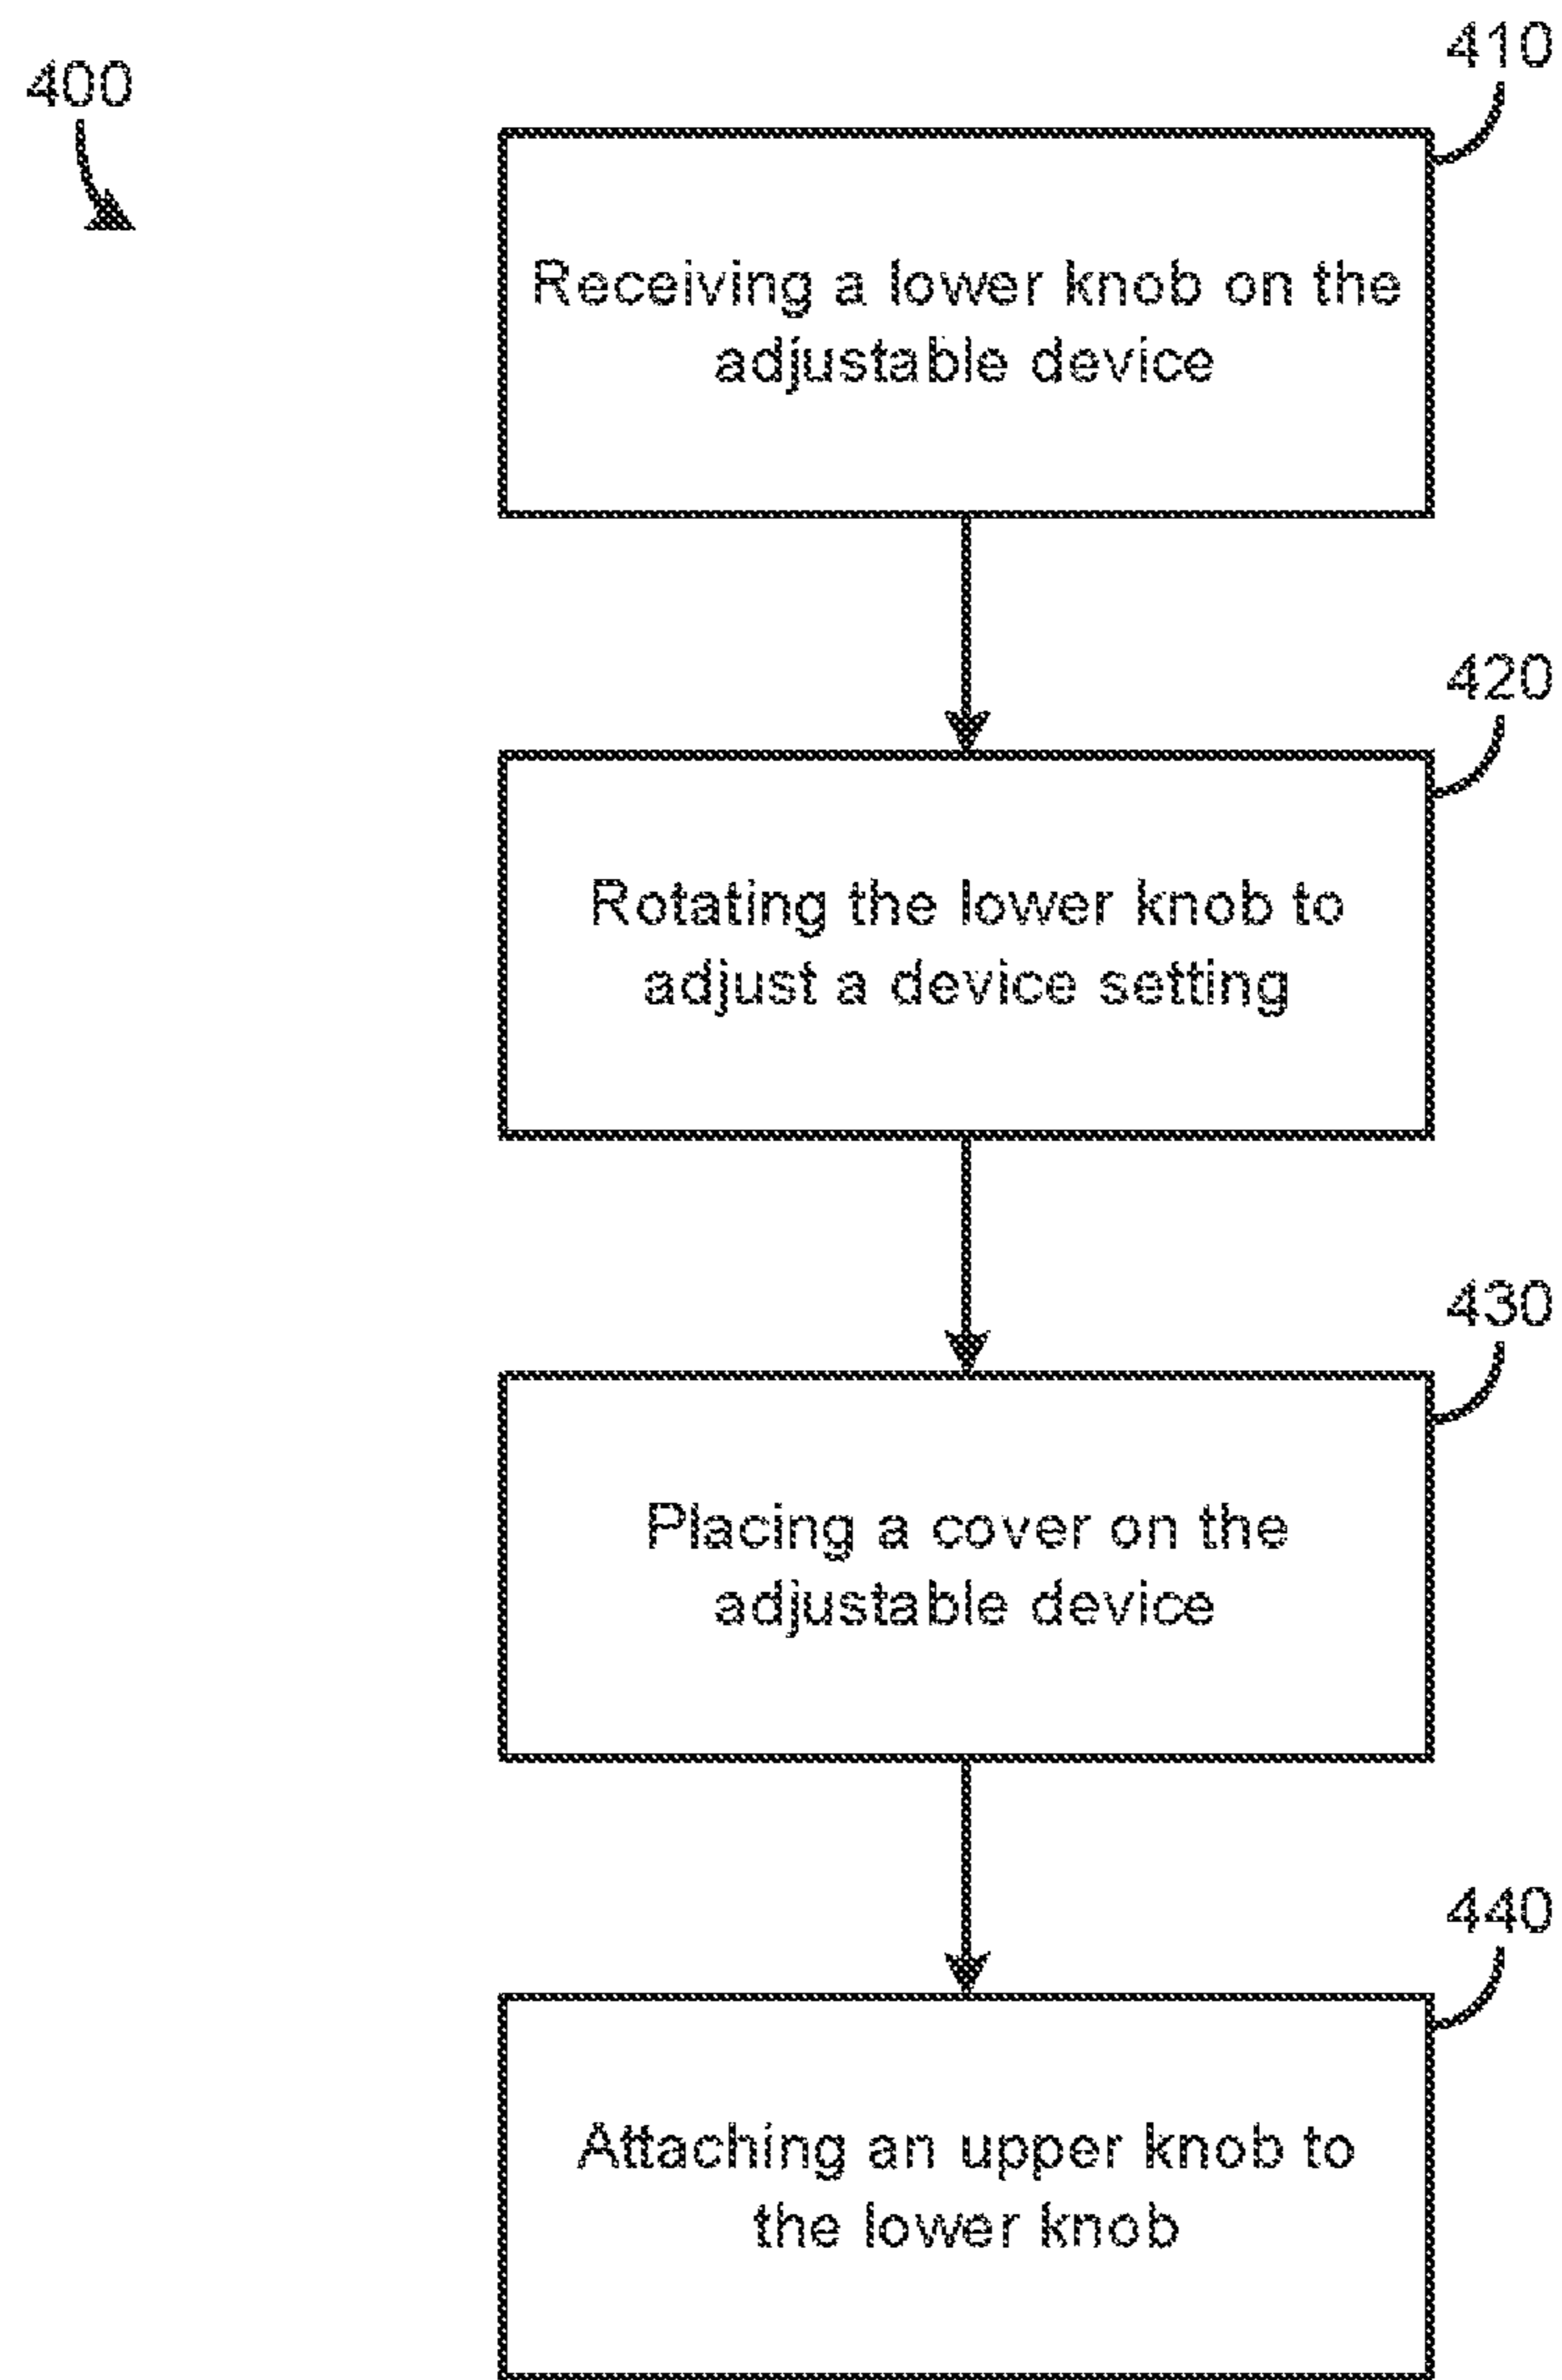 400
410
Receiving a lower knob on the
adjustable device
420
Rotating the lower knob to
adjust a device setting
430
Placing a cover on the
adjustable device
440
Attaching an upper knob to
the lower knob